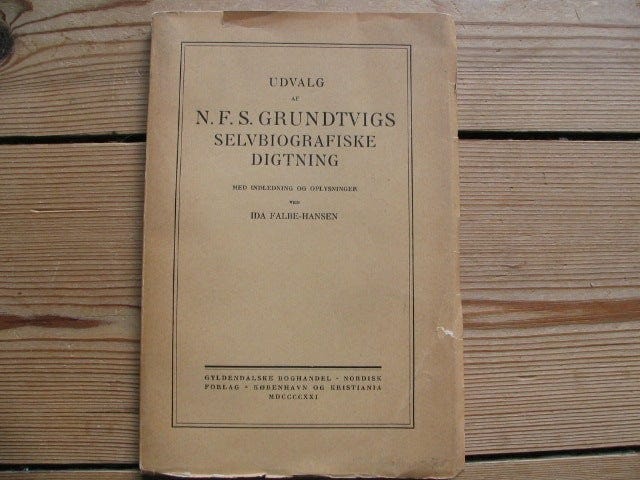 UDVALG
AF
N. F. S. GRUNDTVIGS
SELVBIOGRAFISKE
DIGTNING
MED INDLEDNING OG OPLYSNINGER
VED
IDA FALBE-HANSEN
GYLDENDALSKE BOGHANDEL · NORDISK
FORLAG · KØBENHAVN OG KRISTIANIA
MDCCCCXXI